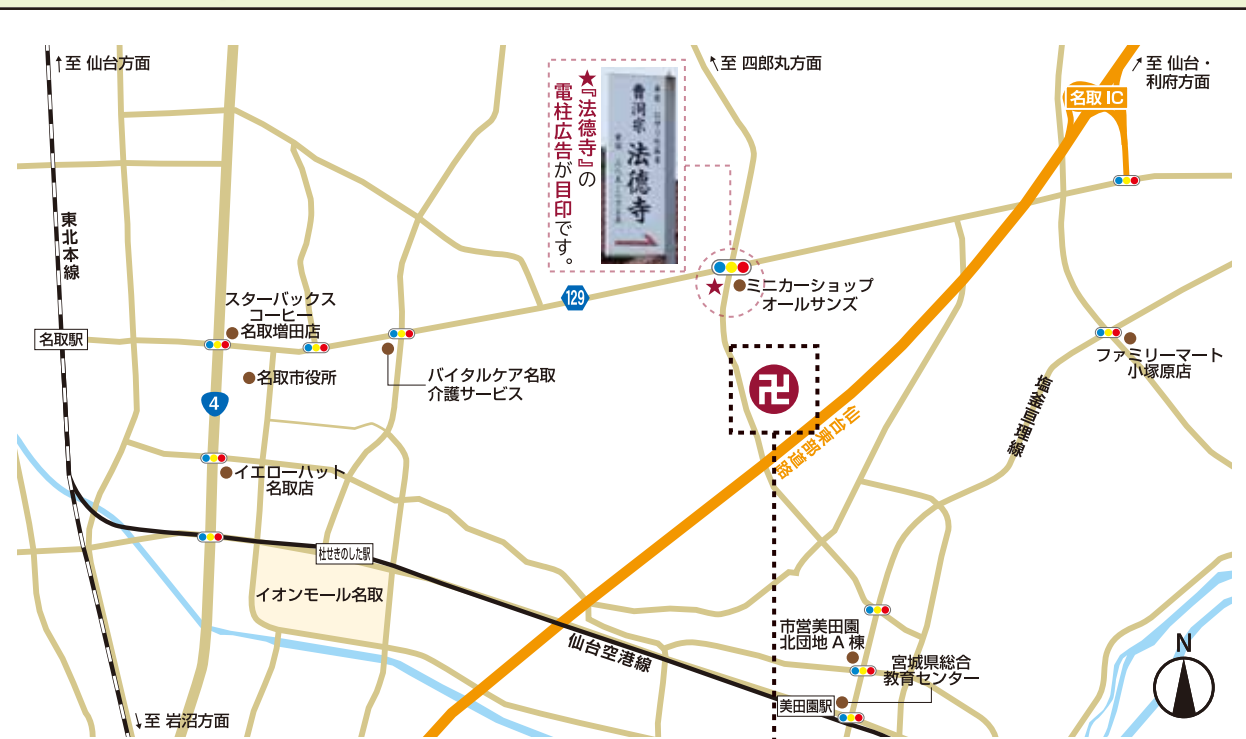 ↑至 仙台方面
↖至 四郎丸方面
↗至 仙台・
利府方面
名取 IC
★『法徳寺』の
電柱広告が目印です。
曹洞宗 法徳寺
東北本線
スターバックス
コーヒー
名取増田店
129
ミニカーショップ
オールサンズ
★
名取駅
名取市役所
バイタルケア名取
介護サービス
ファミリーマート
小塚原店
4
卍
塩釜亘理線
仙台東部道路
イエローハット
名取店
杜せきのした駅
イオンモール名取
仙台空港線
市営美田園
北団地 A 棟
宮城県総合
教育センター
美田園駅
N
↓至 岩沼方面